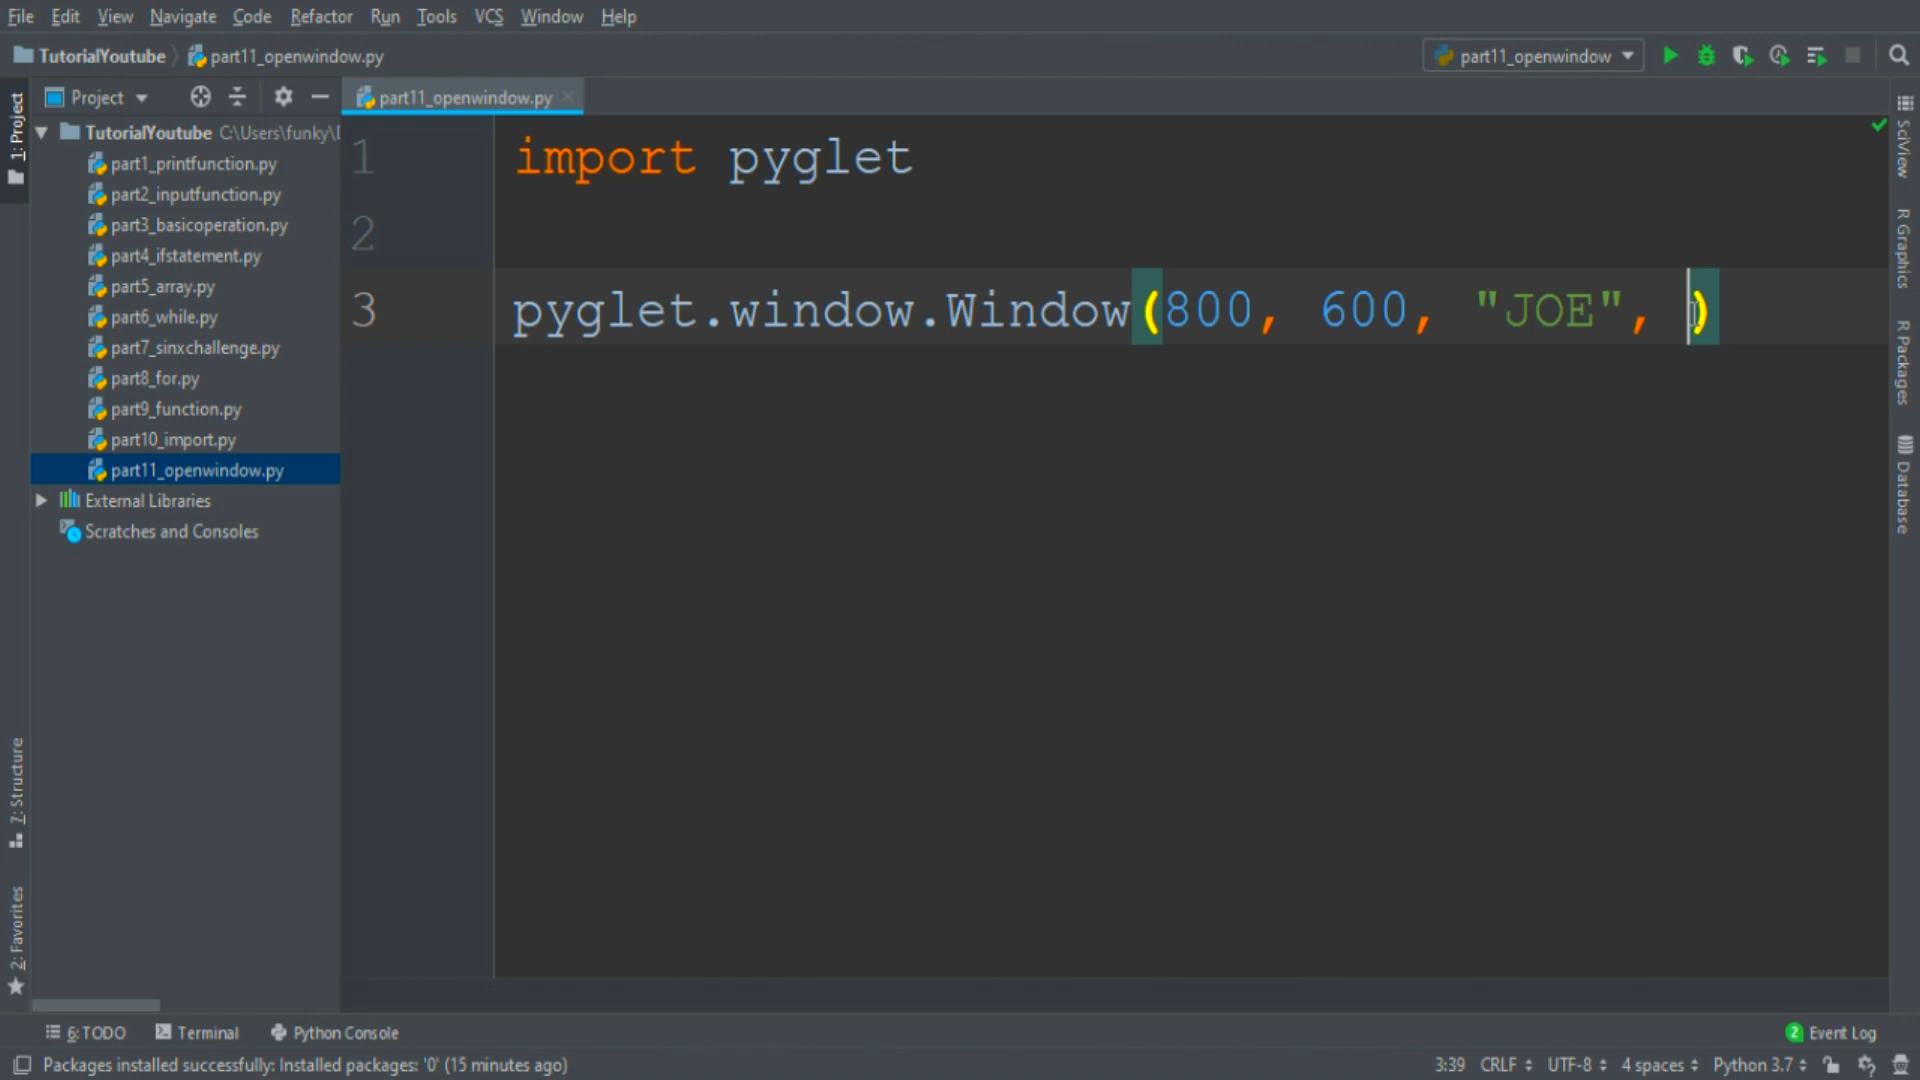 File Edit View Navigate Code Refactor Run Tools VCS Window Help
TutorialYoutube part11_openwindow.py part11_openwindow
1: Project
Project
part11_openwindow.py
TutorialYoutube C:\Users\funky\
part1_printfunction.py
part2_inputfunction.py
part3_basicoperation.py
part4_ifstatement.py
part5_array.py
part6_while.py
part7_sinxchallenge.py
part8_for.py
part9_function.py
part10_import.py
part11_openwindow.py
External Libraries
Scratches and Consoles
7: Structure
2: Favorites
1 import pyglet
2
3 pyglet.window.Window(800, 600, "JOE", )
SciView
R Graphics
R Packages
Database
6: TODO Terminal Python Console 2 Event Log
Packages installed successfully: Installed packages: '0' (15 minutes ago) 3:39 CRLF UTF-8 4 spaces Python 3.7